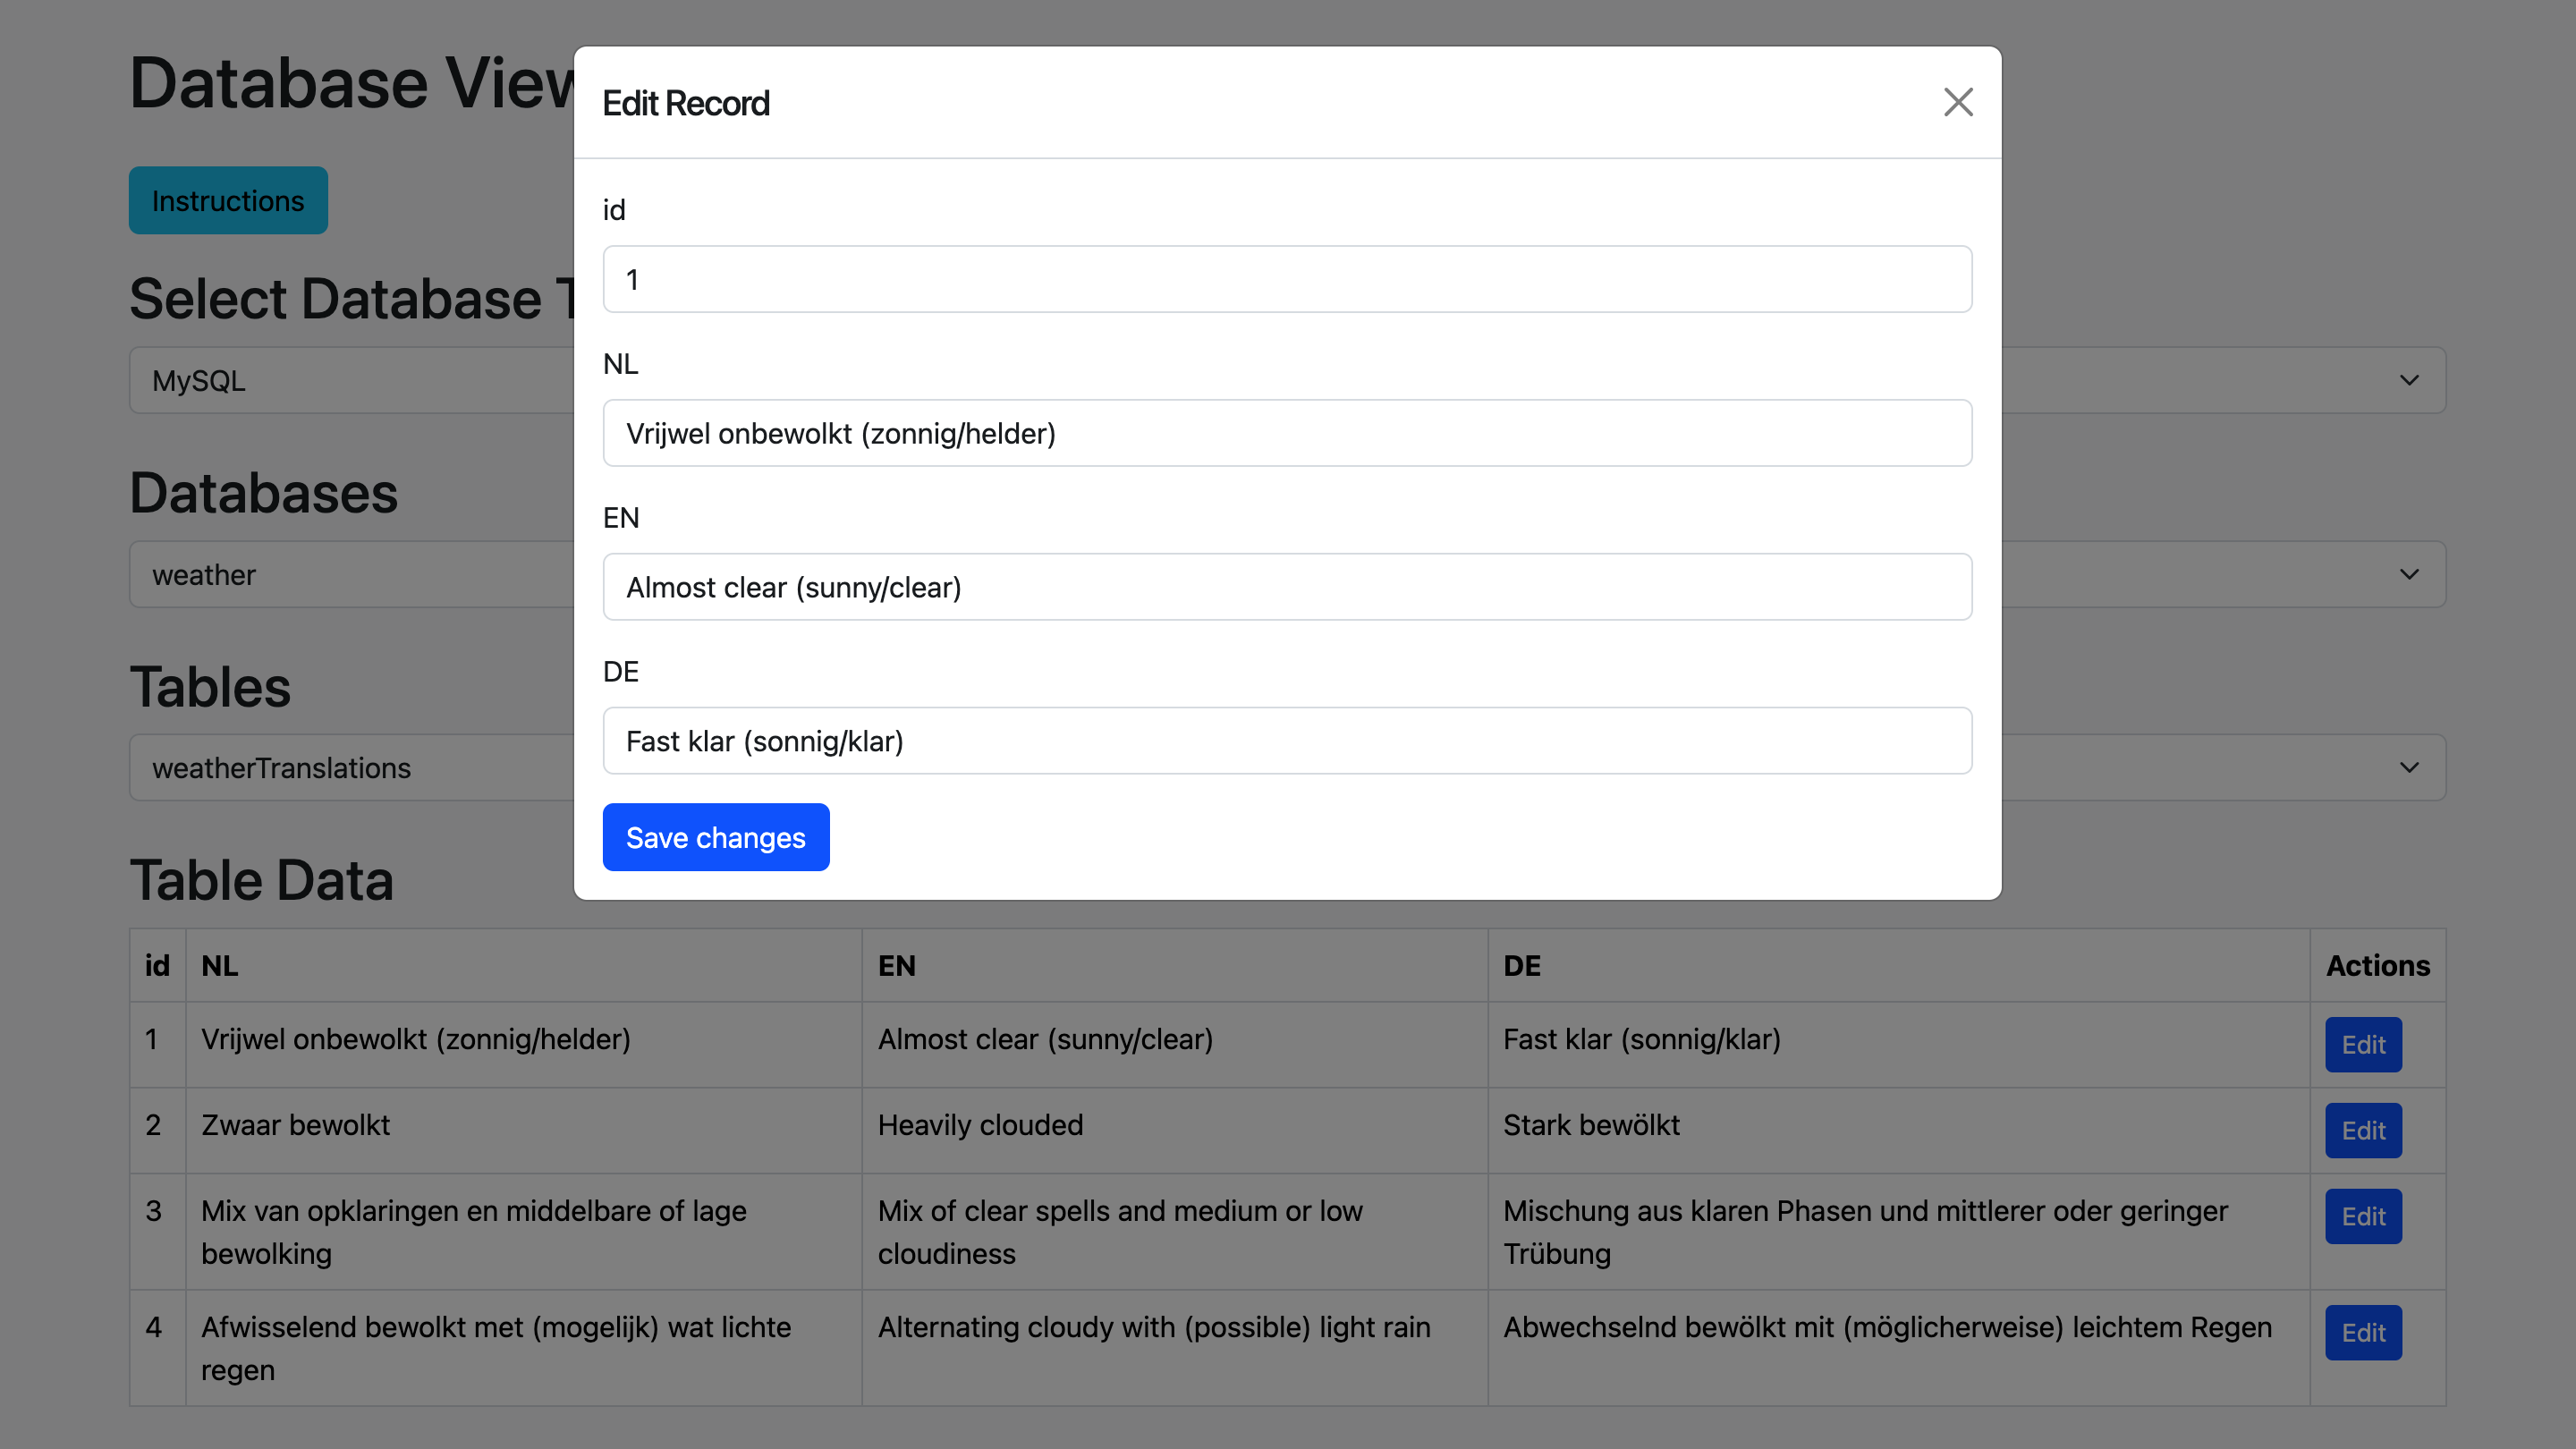 Database View
Instructions
Select Database
MySQL
Databases
weather
Tables
weatherTranslations
Table Data
Edit Record
id
1
NL
Vrijwel onbewolkt (zonnig/helder)
EN
Almost clear (sunny/clear)
DE
Fast klar (sonnig/klar)
Save changes
id NL EN DE Actions
1 Vrijwel onbewolkt (zonnig/helder) Almost clear (sunny/clear) Fast klar (sonnig/klar) Edit
2 Zwaar bewolkt Heavily clouded Stark bewölkt Edit
3 Mix van opklaringen en middelbare of lage Mix of clear spells and medium or low Mischung aus klaren Phasen und mittlerer oder geringer Edit
bewolking cloudiness Trübung
4 Afwisselend bewolkt met (mogelijk) wat lichte Alternating cloudy with (possible) light rain Abwechselnd bewölkt mit (möglicherweise) leichtem Regen Edit
regen